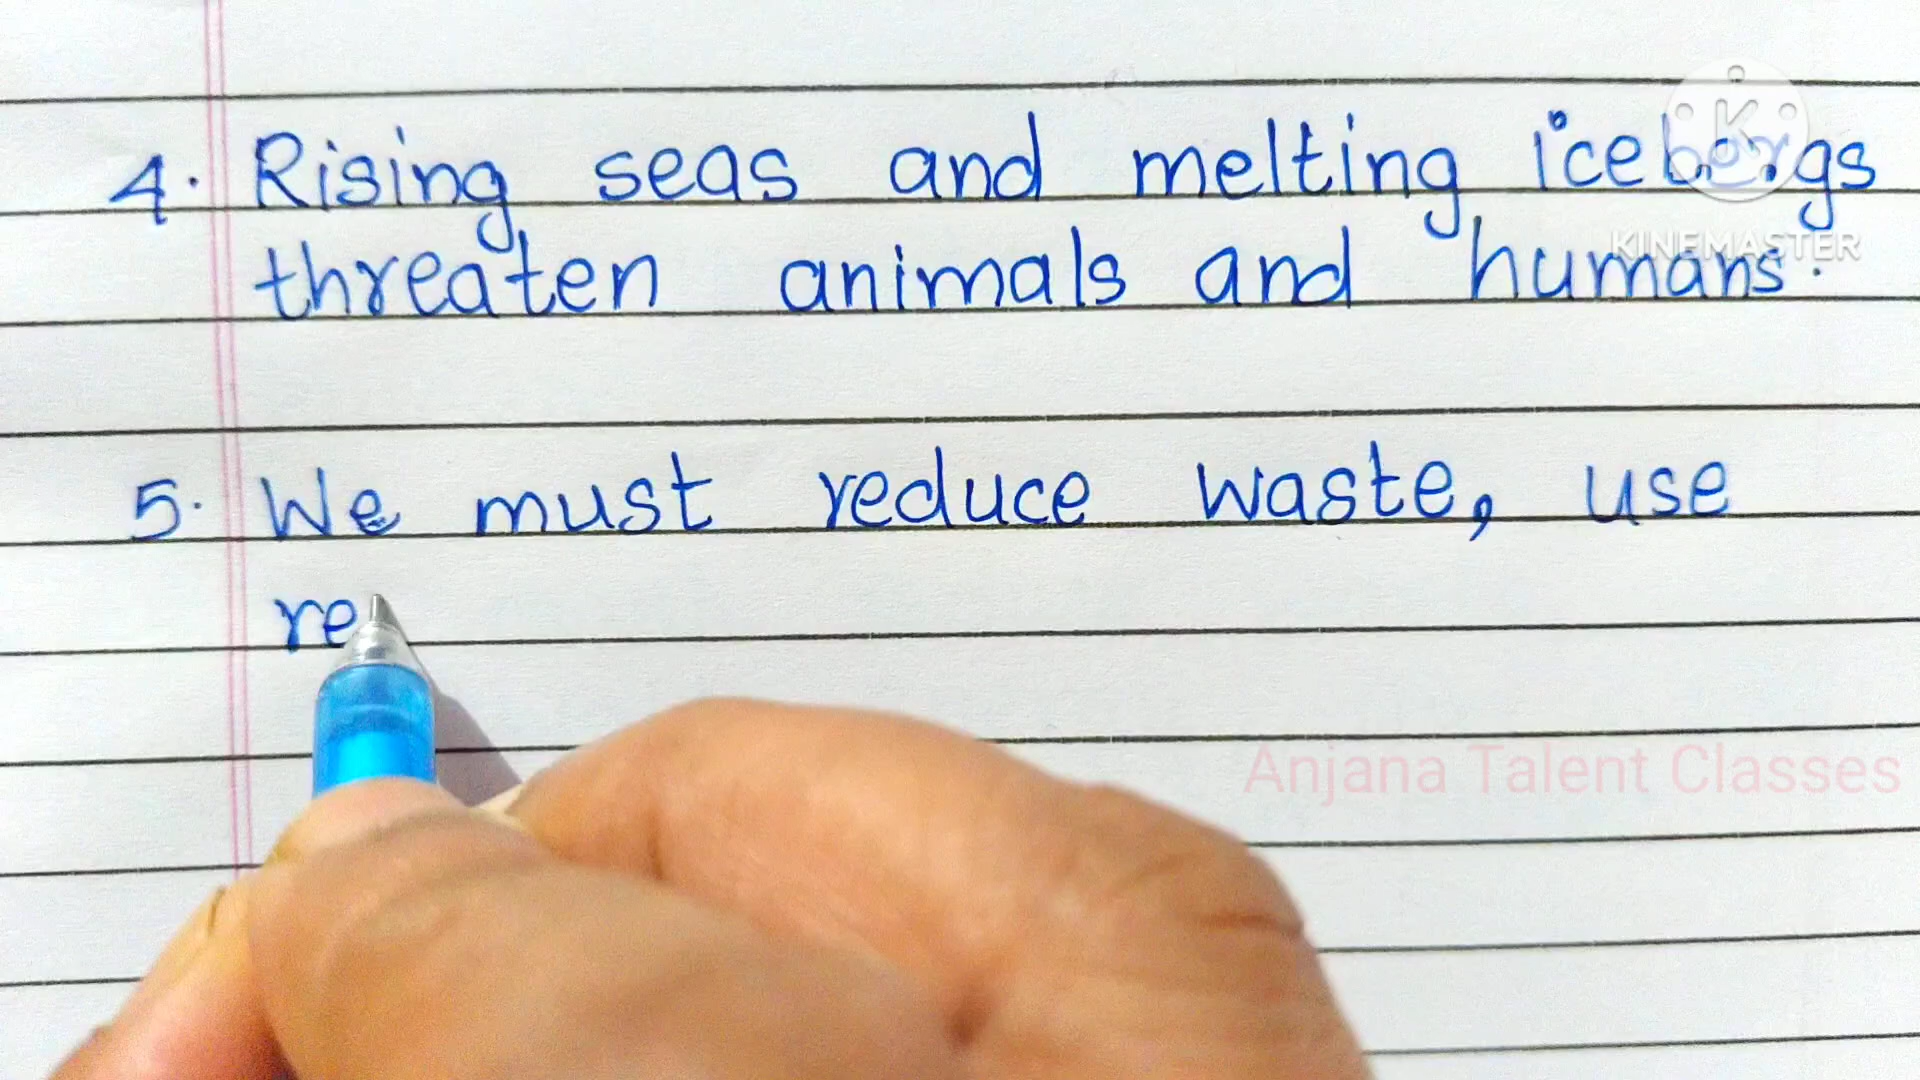 4. Rising seas and melting icebergs
threaten animals and humans.
KINEMASTER
5. We must reduce waste, use
re
Anjana Talent Classes